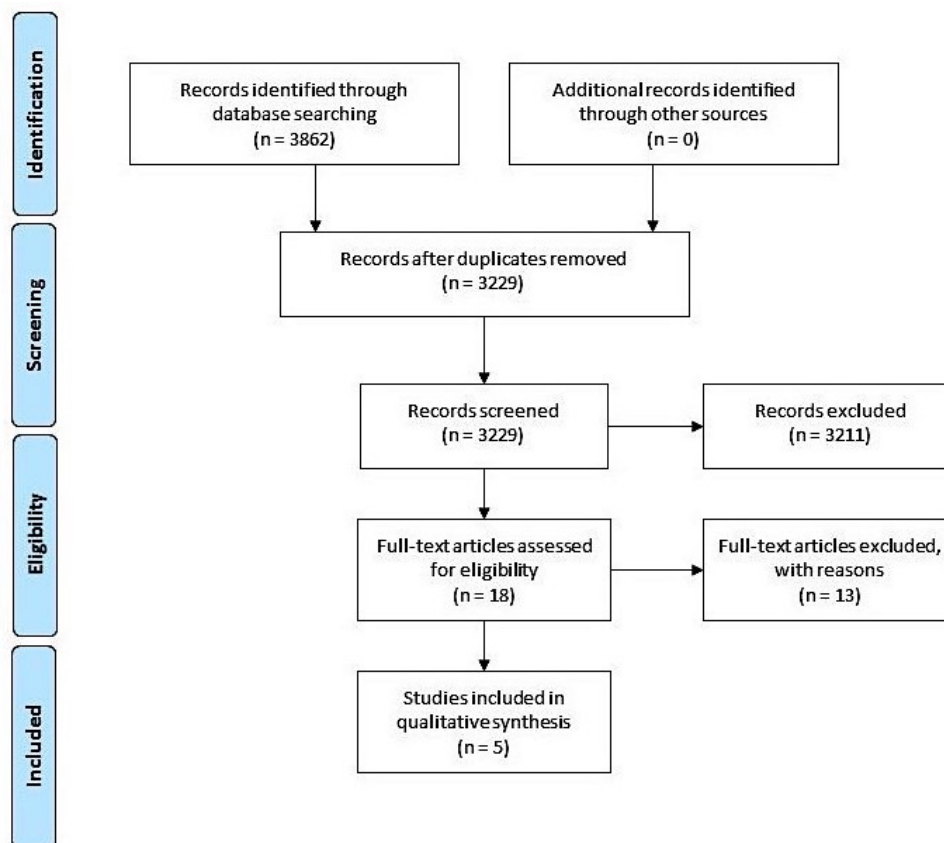 Identification
Records identified through
database searching
(n = 3862)
Additional records identified
through other sources
(n = 0)
Screening
Records after duplicates removed
(n = 3229)
Records screened
(n = 3229)
Records excluded
(n = 3211)
Eligibility
Full-text articles assessed
for eligibility
(n = 18)
Full-text articles excluded,
with reasons
(n = 13)
Included
Studies included in
qualitative synthesis
(n = 5)